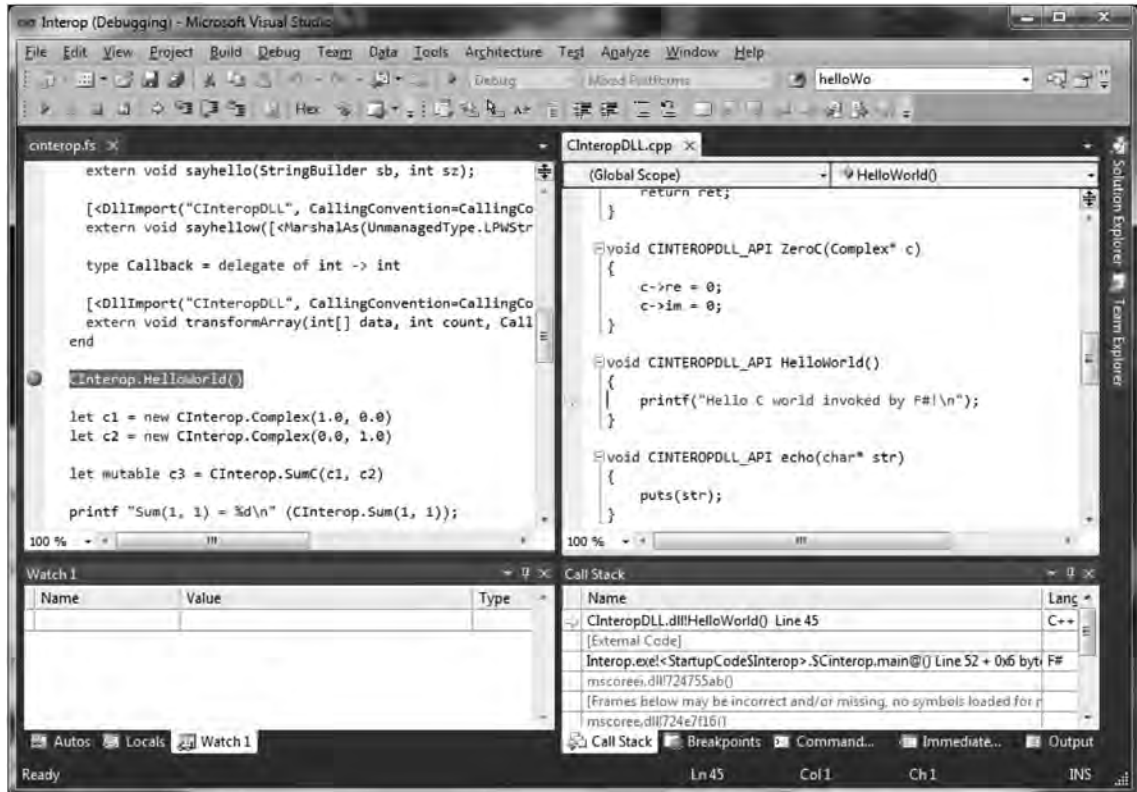 Interop (Debugging) - Microsoft Visual Studio
File Edit View Project Build Debug Team Data Tools Architecture Test Analyze Window Help
Debug Mixed Platforms helloWo
Hex
cinterop.fs
extern void sayhello(StringBuilder sb, int sz);
[<DllImport("CInteropDLL", CallingConvention=CallingCo
extern void sayhellow([<MarshalAs(UnmanagedType.LPWStr
type Callback = delegate of int -> int
[<DllImport("CInteropDLL", CallingConvention=CallingCo
extern void transformArray(int[] data, int count, Call
end
CInterop.HelloWorld()
let c1 = new CInterop.Complex(1.0, 0.0)
let c2 = new CInterop.Complex(0.0, 1.0)
let mutable c3 = CInterop.SumC(c1, c2)
printf "Sum(1, 1) = %d\n" (CInterop.Sum(1, 1));
100 %
CInteropDLL.cpp
(Global Scope) HelloWorld()
return ret;
}
void CINTEROPDLL_API ZeroC(Complex* c)
{
c->re = 0;
c->im = 0;
}
void CINTEROPDLL_API HelloWorld()
{
printf("Hello C world invoked by F#!\n");
}
void CINTEROPDLL_API echo(char* str)
{
puts(str);
}
100 %
Solution Explorer
Team Explorer
Watch 1
Name Value Type
Autos Locals Watch 1
Call Stack
Name Lang
CInteropDLL.dll!HelloWorld() Line 45 C++
[External Code]
Interop.exe!<StartupCode$Interop>.$Cinterop.main@() Line 52 + 0x6 byte F#
mscoreei.dll!724755ab()
[Frames below may be incorrect and/or missing, no symbols loaded for
mscoree.dll!724e7f16()
Call Stack Breakpoints Command... Immediate... Output
Ready Ln 45 Col 1 Ch 1 INS